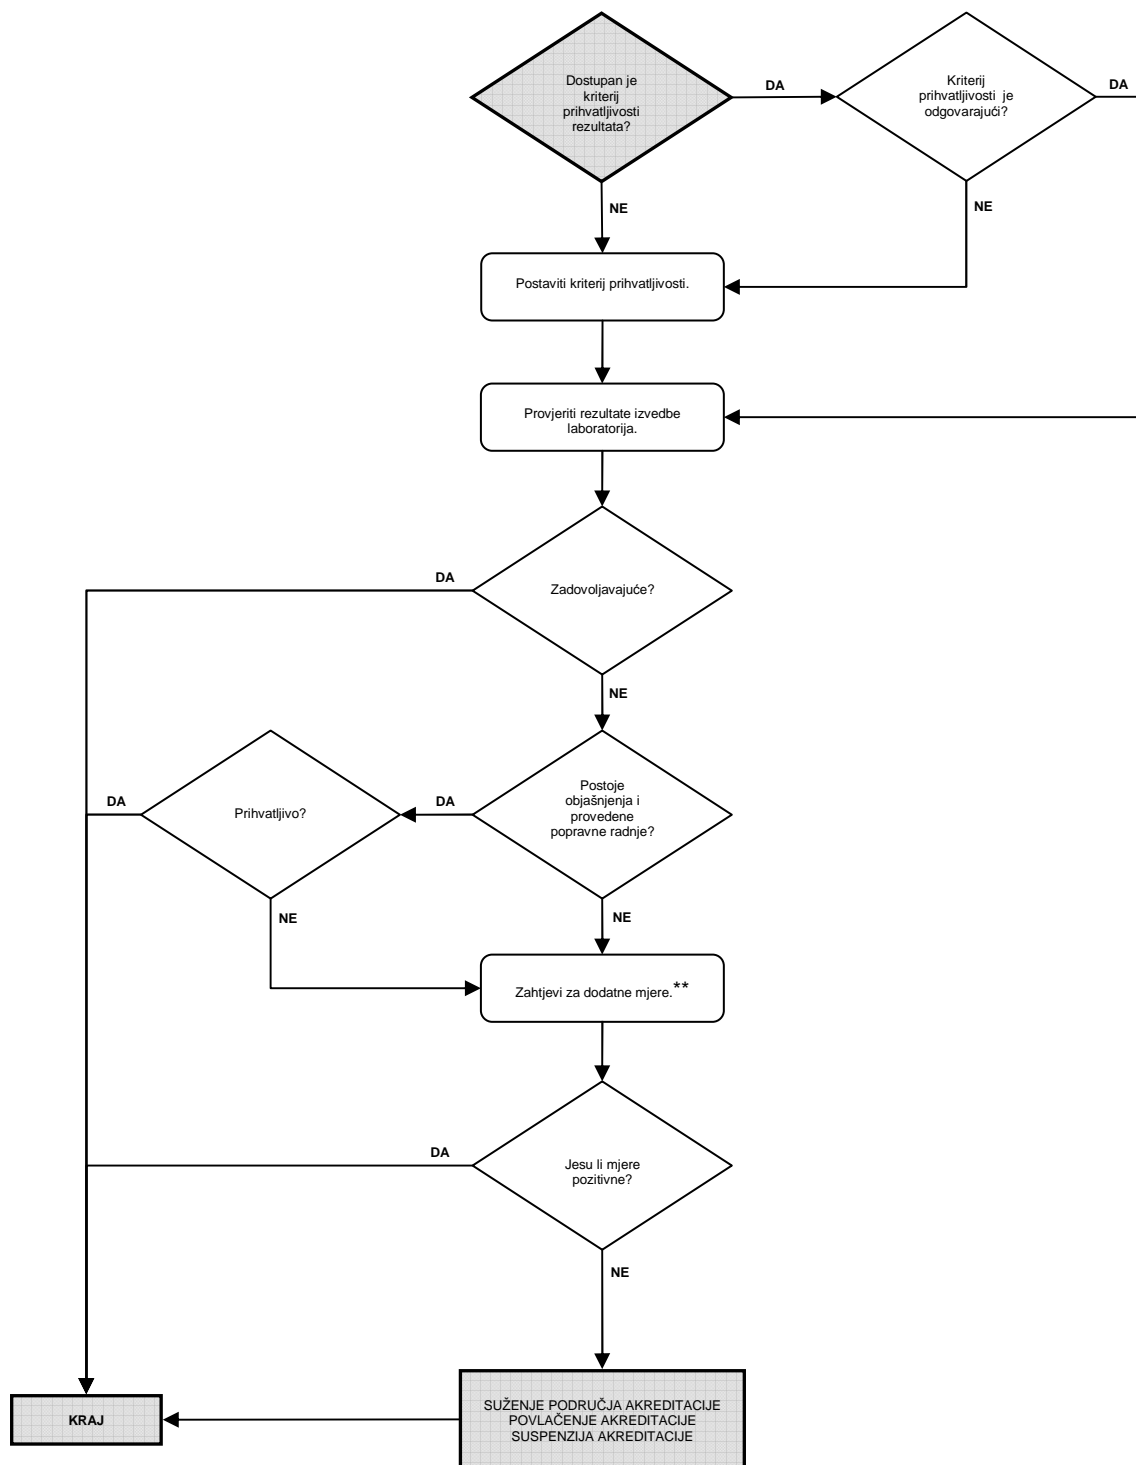 Dostupan je
kriterij
prihvatljivosti
rezultata?
DA
Kriterij
prihvatljivosti je
odgovarajući?
DA
NE
NE
Postaviti kriterij prihvatljivosti.
Provjeriti rezultate izvedbe
laboratorija.
DA
Zadovoljavajuće?
NE
DA
Prihvatljivo?
DA
Postoje
objašnjenja i
provedene
popravne radnje?
NE
NE
Zahtjevi za dodatne mjere.**
DA
Jesu li mjere
pozitivne?
NE
KRAJ
SUŽENJE PODRUČJA AKREDITACIJE
POVLAČENJE AKREDITACIJE
SUSPENZIJA AKREDITACIJE